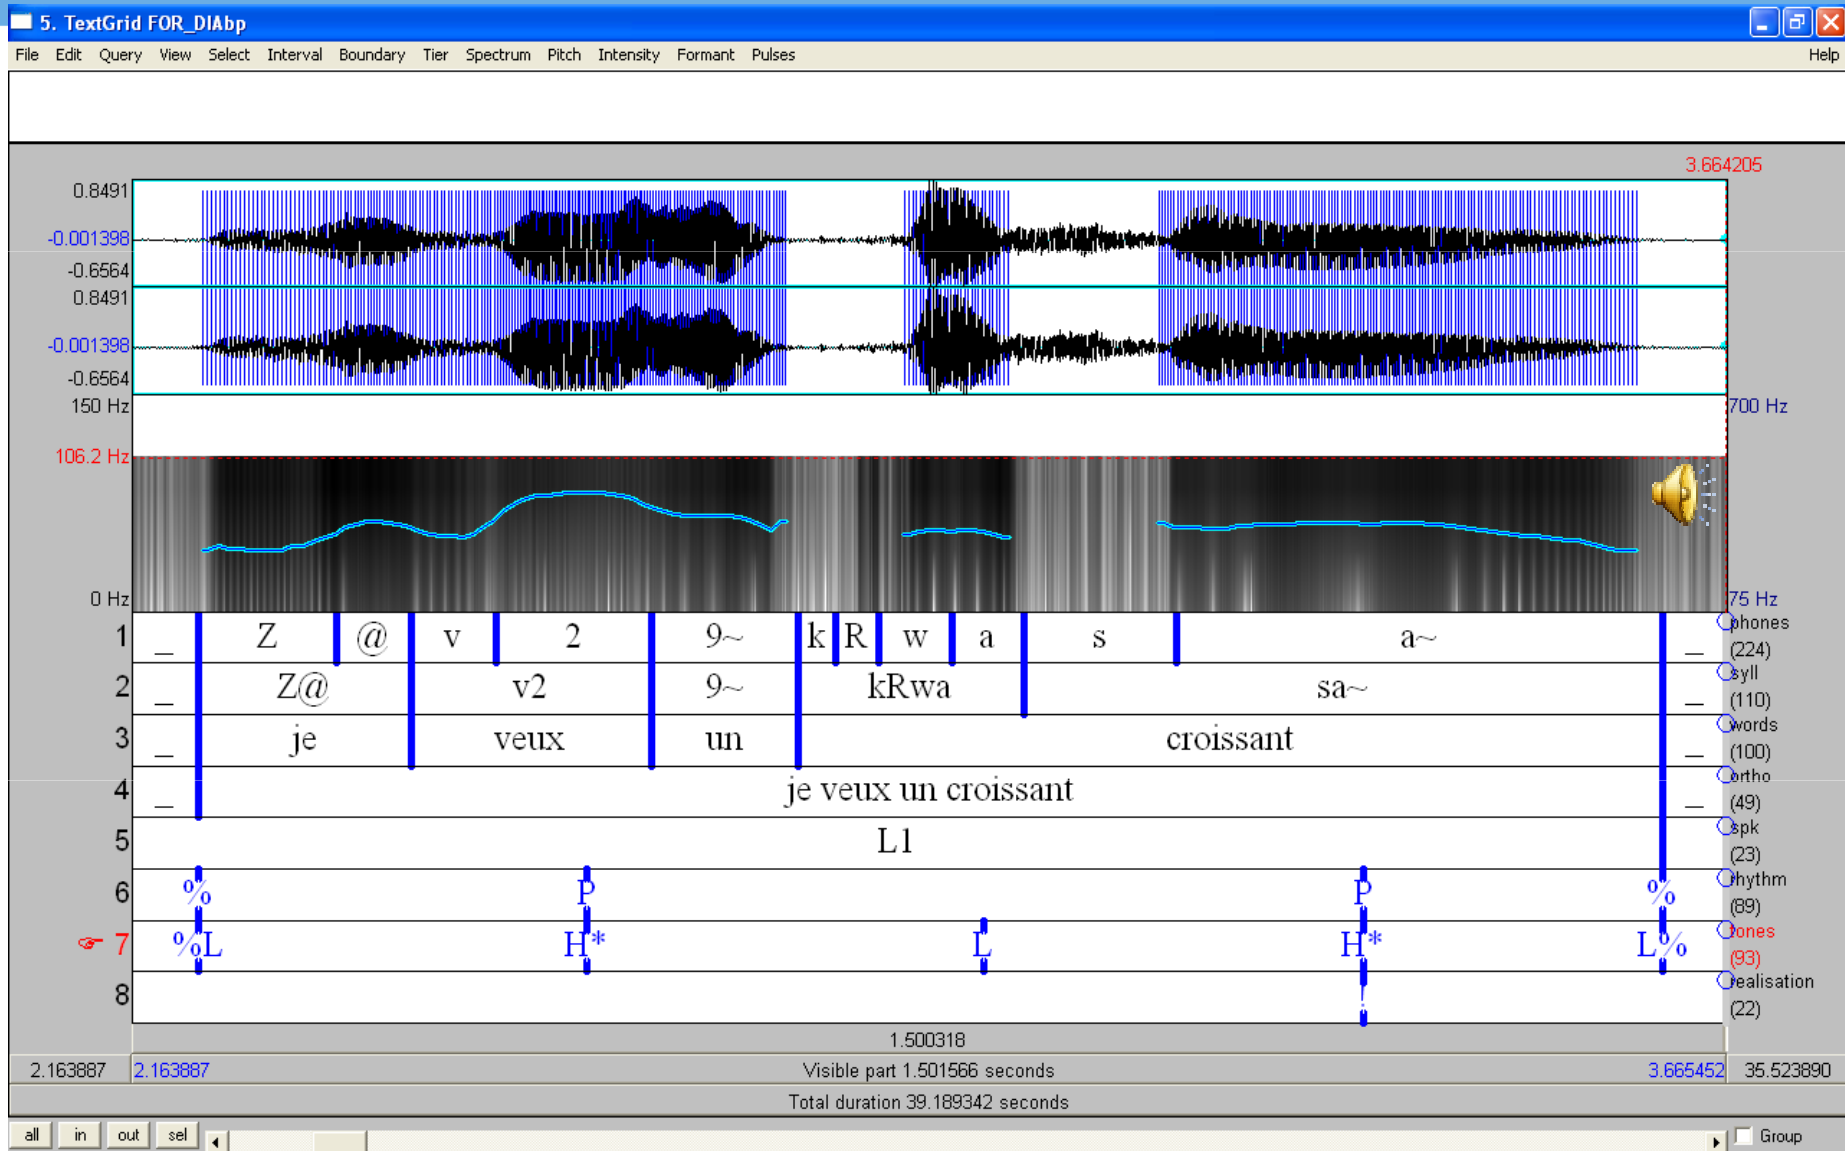 5. TextGrid FOR_DIAbp
File Edit Query View Select Interval Boundary Tier Spectrum Pitch Intensity Formant Pulses Help
3.664205
0.8491
-0.001398
-0.6564
0.8491
-0.001398
-0.6564
150 Hz 700 Hz
106.2 Hz
0 Hz 75 Hz
1 _ Z @ v 2 9~ k R w a s a~ _ phones (224)
2 _ Z@ v2 9~ kRwa sa~ _ syll (110)
3 _ je veux un croissant _ words (100)
4 _ je veux un croissant _ ortho (49)
5 L1 spk (23)
6 % P P % rhythm (89)
7 %L H* L H* L% tones (93)
8 ! realisation (22)
1.500318
2.163887 2.163887 Visible part 1.501566 seconds 3.665452 35.523890
Total duration 39.189342 seconds
all in out sel Group